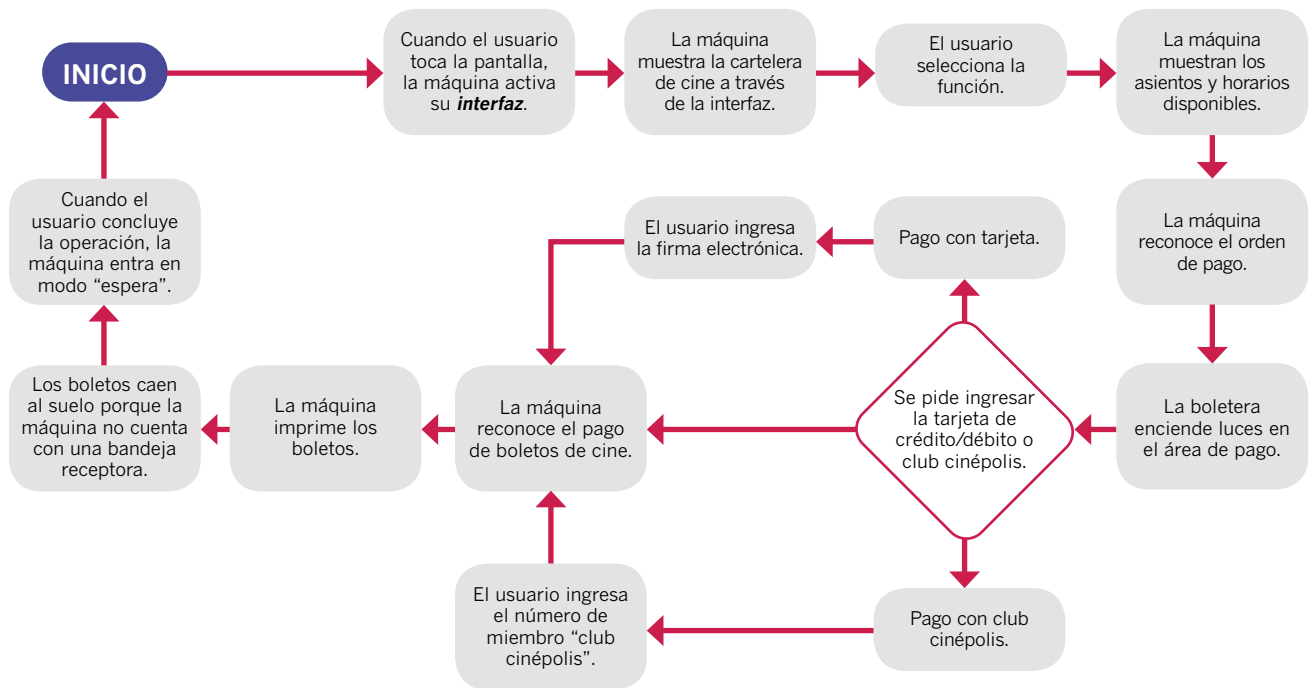 INICIO
Cuando el usuario
toca la pantalla,
la máquina activa
su interfaz.
La máquina
muestra la cartelera
de cine a través
de la interfaz.
El usuario
selecciona la
función.
La máquina
muestran los
asientos y horarios
disponibles.
La máquina
reconoce el orden
de pago.
La boletera
enciende luces en
el área de pago.
Se pide ingresar
la tarjeta de
crédito/débito o
club cinépolis.
Pago con tarjeta.
El usuario ingresa
la firma electrónica.
Pago con club
cinépolis.
El usuario ingresa
el número de
miembro “club
cinépolis”.
La máquina
reconoce el pago
de boletos de cine.
La máquina
imprime los
boletos.
Los boletos caen
al suelo porque la
máquina no cuenta
con una bandeja
receptora.
Cuando el
usuario concluye
la operación, la
máquina entra en
modo “espera”.